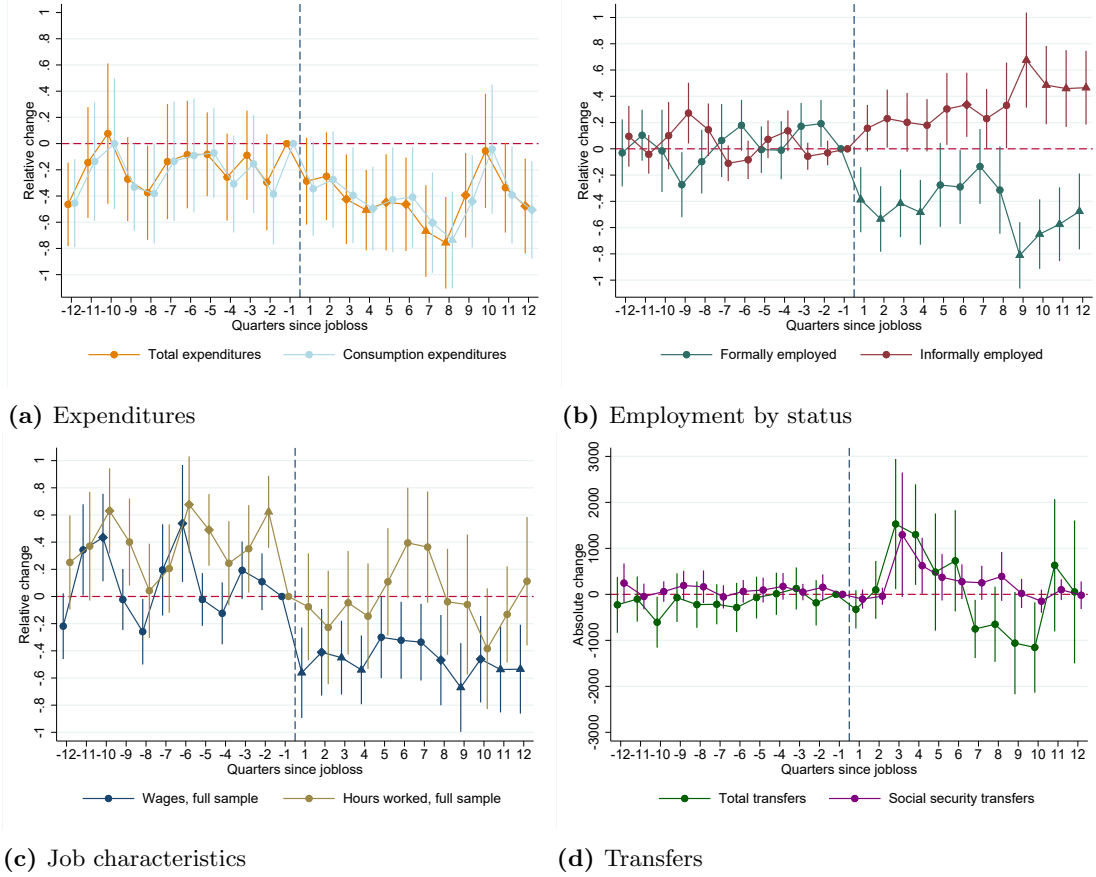 Relative change
1
.8
.6
.4
.2
0
-.2
-.4
-.6
-.8
-1
-12 -11 -10 -9 -8 -7 -6 -5 -4 -3 -2 -1 1 2 3 4 5 6 7 8 9 10 11 12
Quarters since jobloss
Total expenditures Consumption expenditures
(a) Expenditures
Relative change
1
.8
.6
.4
.2
0
-.2
-.4
-.6
-.8
-1
-12 -11 -10 -9 -8 -7 -6 -5 -4 -3 -2 -1 1 2 3 4 5 6 7 8 9 10 11 12
Quarters since jobloss
Formally employed Informally employed
(b) Employment by status
Relative change
1
.8
.6
.4
.2
0
-.2
-.4
-.6
-.8
-1
-12 -11 -10 -9 -8 -7 -6 -5 -4 -3 -2 -1 1 2 3 4 5 6 7 8 9 10 11 12
Quarters since jobloss
Wages, full sample Hours worked, full sample
(c) Job characteristics
Absolute change
3000
2000
1000
0
-1000
-2000
-3000
-12 -11 -10 -9 -8 -7 -6 -5 -4 -3 -2 -1 1 2 3 4 5 6 7 8 9 10 11 12
Quarters since jobloss
Total transfers Social security transfers
(d) Transfers